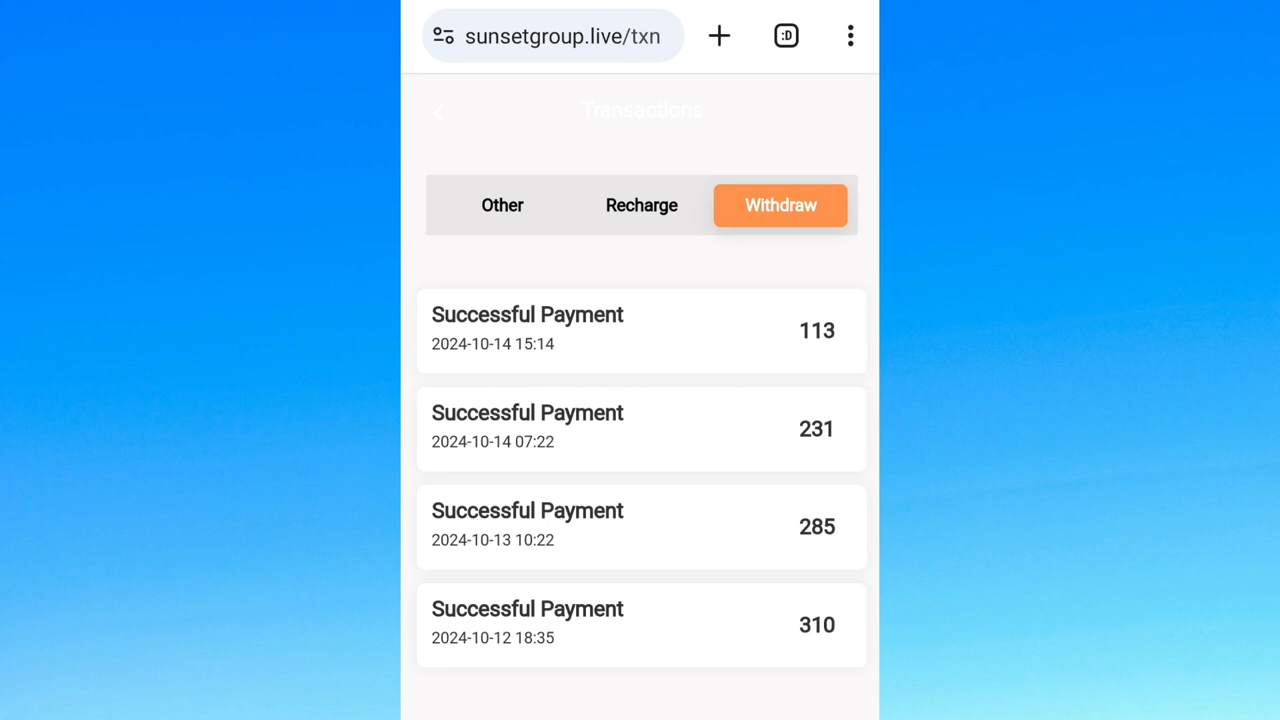 sunsetgroup.live/txn
:D
Transactions
Other
Recharge
Withdraw
Successful Payment
2024-10-14 15:14
113
Successful Payment
2024-10-14 07:22
231
Successful Payment
2024-10-13 10:22
285
Successful Payment
2024-10-12 18:35
310